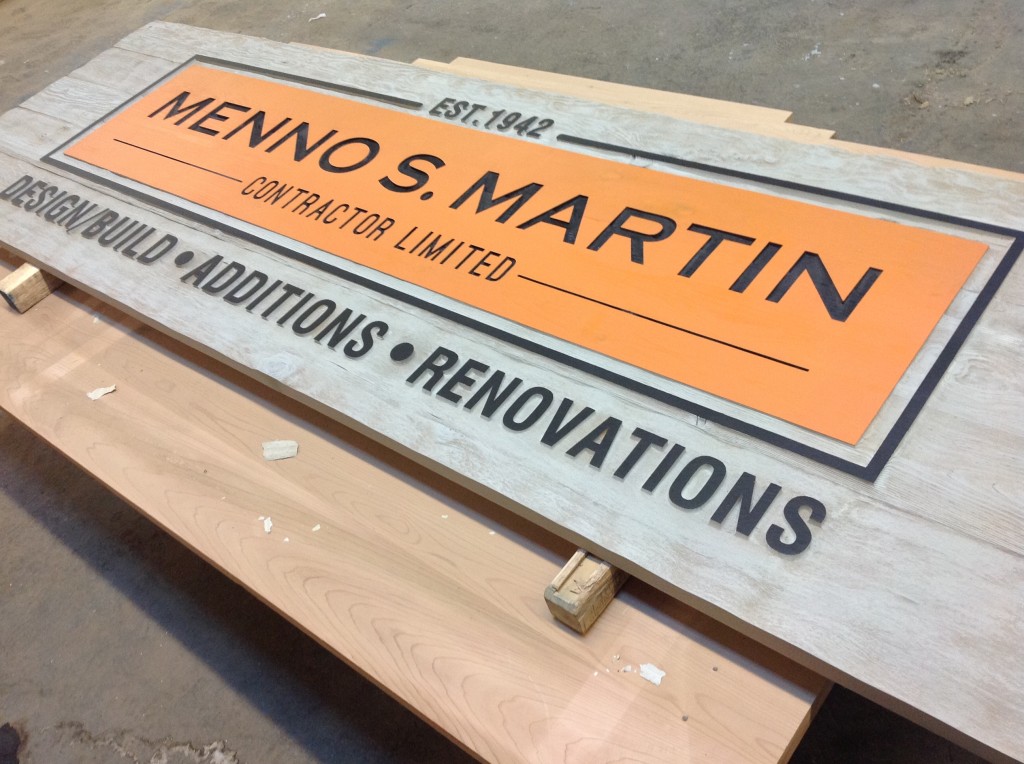 EST. 1942
MENNO S. MARTIN
CONTRACTOR LIMITED
DESIGN/BUILD • ADDITIONS • RENOVATIONS